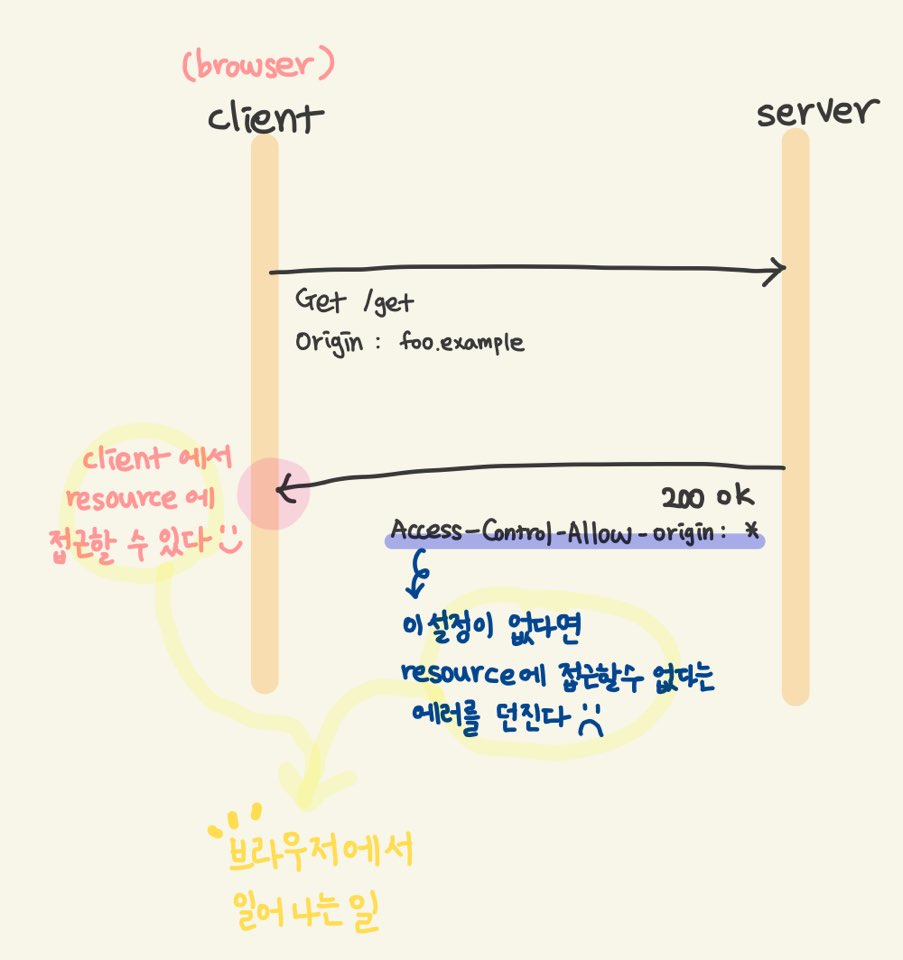 (browser)
client
server
Get /get
Origin : foo.example
client 에서
resource 에
접근할 수 있다
200 ok
Access-Control-Allow-origin: *
이 설정이 없다면
resource에 접근할수 없다는
에러를 던진다
브라우저에서
일어나는 일